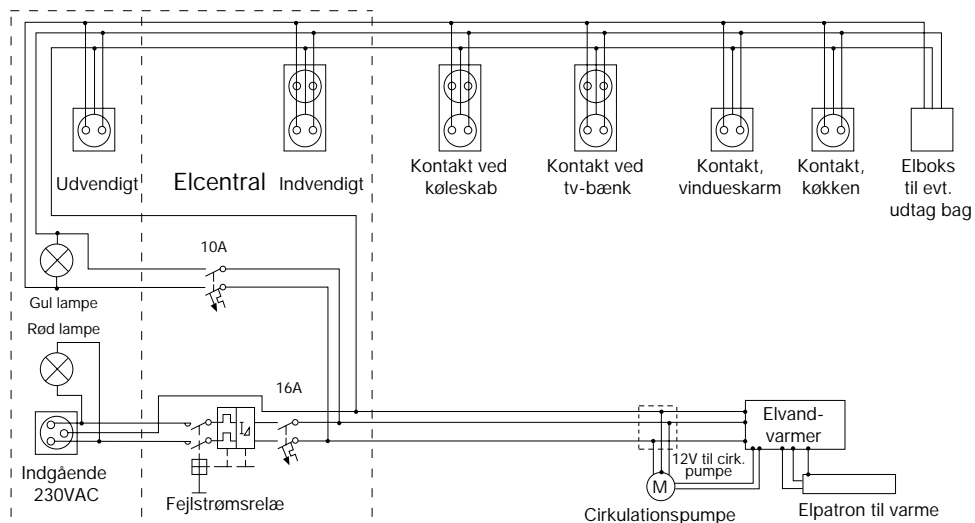 Udvendigt
Elcentral
Indvendigt
Kontakt ved
køleskab
Kontakt ved
tv-bænk
Kontakt,
vindueskarm
Kontakt,
køkken
Elboks
til evt.
udtag bag
10A
Gul lampe
Rød lampe
16A
I⊿
Indgående
230VAC
Fejlstrømsrelæ
Elvand-
varmer
12V til cirk.
pumpe
M
Cirkulationspumpe
Elpatron til varme